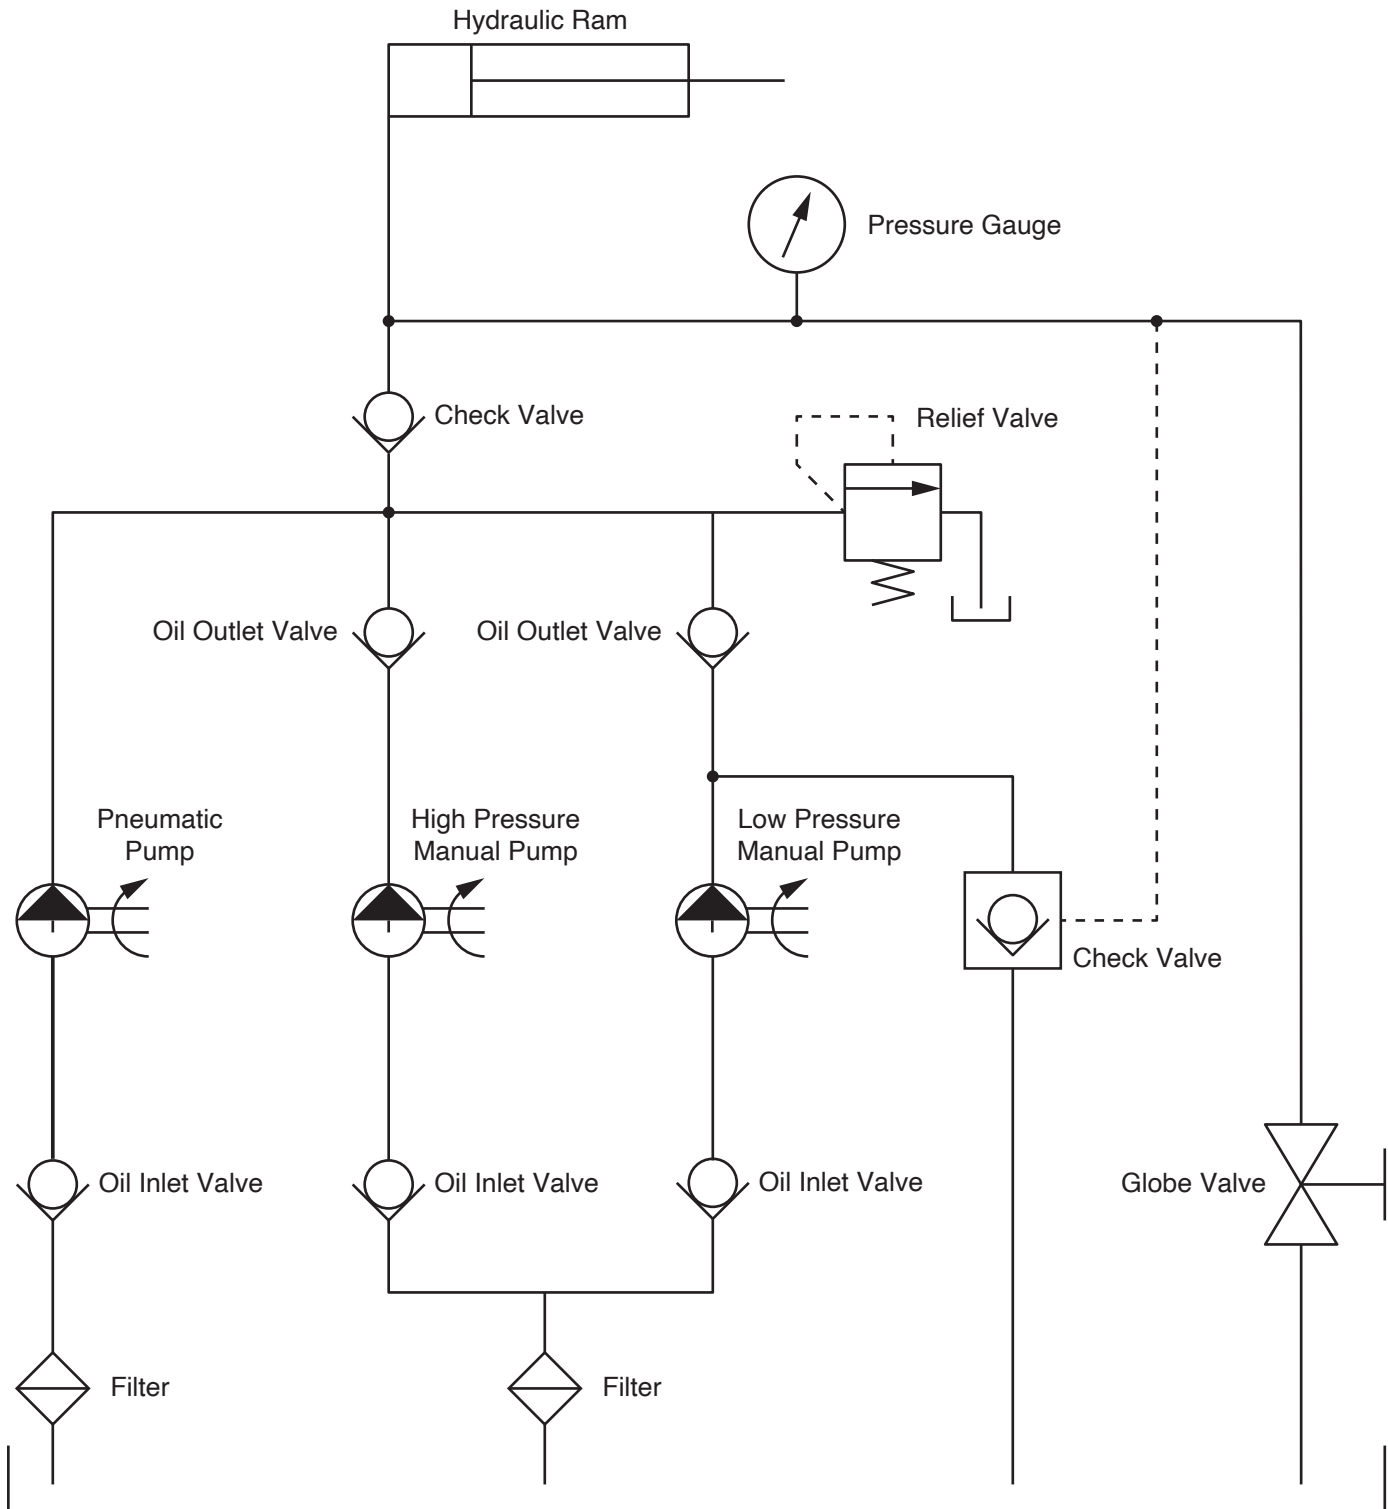 Hydraulic Ram
Pressure Gauge
Check Valve
Relief Valve
Oil Outlet Valve
Oil Outlet Valve
Pneumatic
Pump
High Pressure
Manual Pump
Low Pressure
Manual Pump
Check Valve
Oil Inlet Valve
Oil Inlet Valve
Oil Inlet Valve
Globe Valve
Filter
Filter